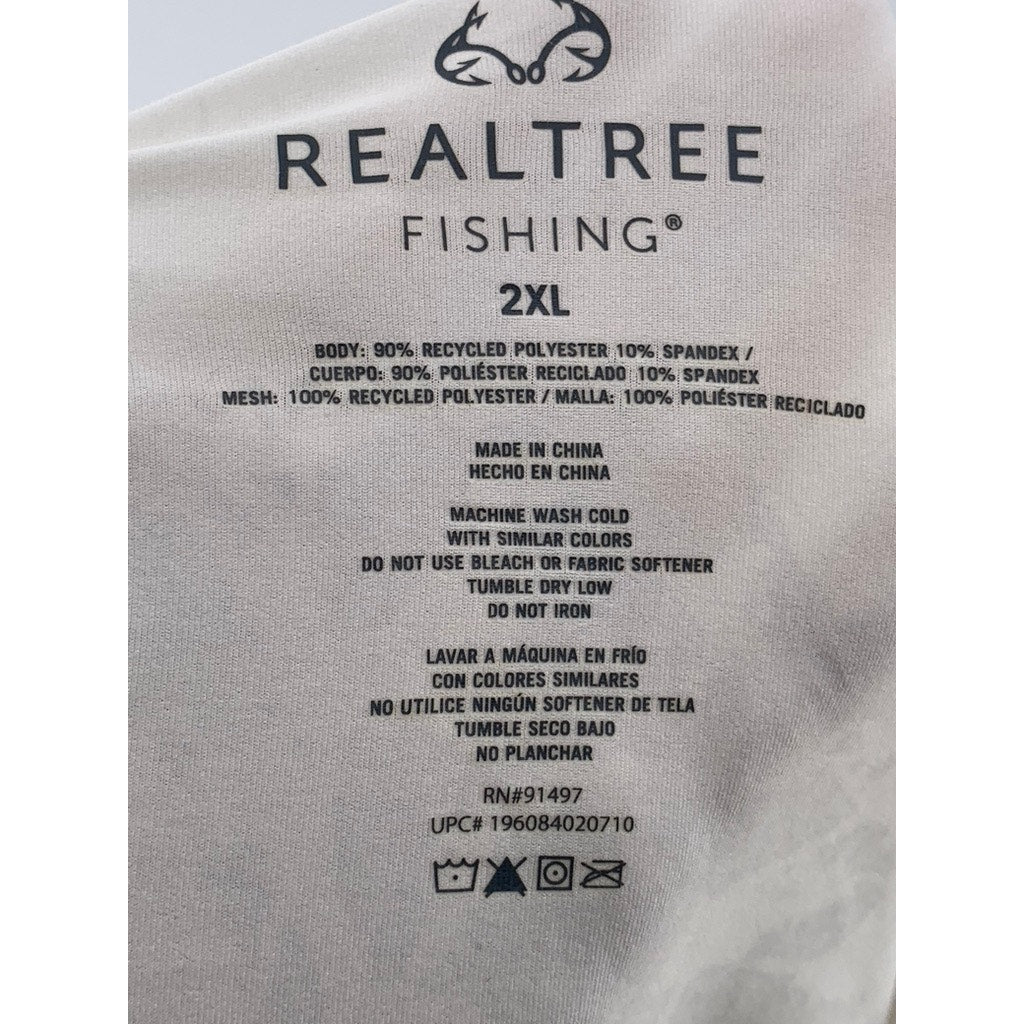 REALTREE
FISHING®
2XL
BODY: 90% RECYCLED POLYESTER 10% SPANDEX /
CUERPO: 90% POLIÉSTER RECICLADO 10% SPANDEX
MESH: 100% RECYCLED POLYESTER / MALLA: 100% POLIÉSTER RECICLADO
MADE IN CHINA
HECHO EN CHINA
MACHINE WASH COLD
WITH SIMILAR COLORS
DO NOT USE BLEACH OR FABRIC SOFTENER
TUMBLE DRY LOW
DO NOT IRON
LAVAR A MÁQUINA EN FRÍO
CON COLORES SIMILARES
NO UTILICE NINGÚN SOFTENER DE TELA
TUMBLE SECO BAJO
NO PLANCHAR
RN#91497
UPC# 196084020710